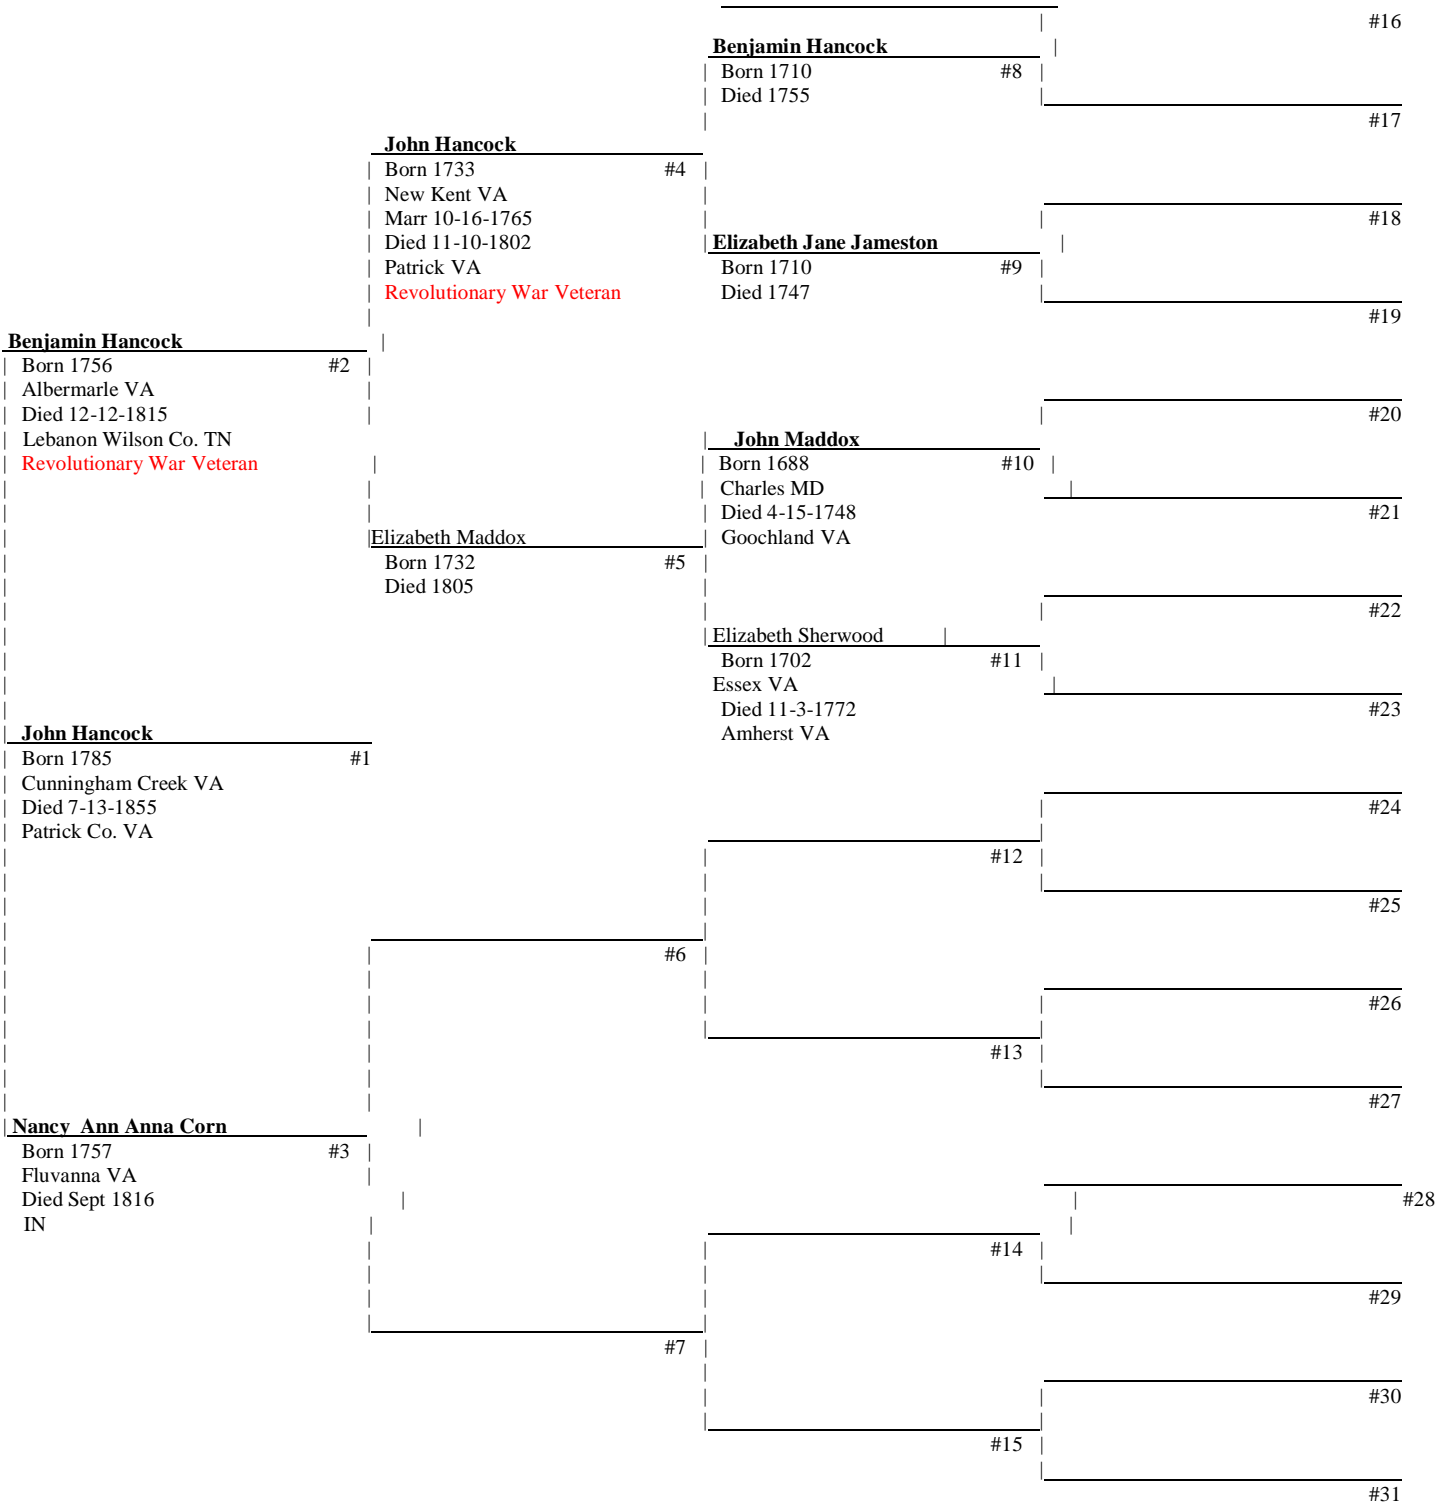 #16
Benjamin Hancock
Born 1710 #8
Died 1755
#17
John Hancock
Born 1733 #4
New Kent VA
Marr 10-16-1765
Died 11-10-1802
Patrick VA
Revolutionary War Veteran
#18
Elizabeth Jane Jameston
Born 1710 #9
Died 1747
#19
Benjamin Hancock
Born 1756 #2
Albermarle VA
Died 12-12-1815
Lebanon Wilson Co. TN
Revolutionary War Veteran
#20
John Maddox
Born 1688 #10
Charles MD
Died 4-15-1748
Goochland VA
#21
Elizabeth Maddox
Born 1732 #5
Died 1805
#22
Elizabeth Sherwood
Born 1702 #11
Essex VA
Died 11-3-1772
Amherst VA
#23
John Hancock
Born 1785 #1
Cunningham Creek VA
Died 7-13-1855
Patrick Co. VA
#24
#12
#25
#6
#26
#13
#27
Nancy Ann Anna Corn
Born 1757 #3
Fluvanna VA
Died Sept 1816
IN
#28
#14
#29
#7
#30
#15
#31